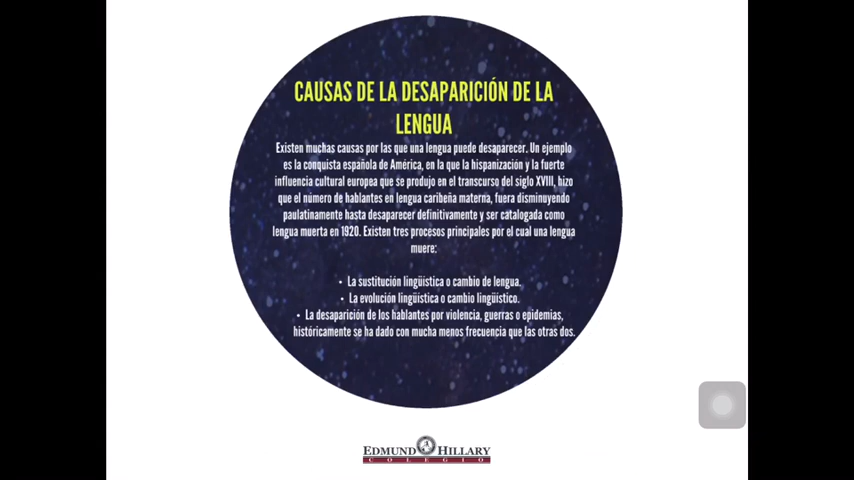 CAUSAS DE LA DESAPARICIÓN DE LA
LENGUA
Existen muchas causas por las que una lengua puede desaparecer. Un ejemplo
es la conquista española de América, en la que la hispanización y la fuerte
influencia cultural europea que se produjo en el transcurso del siglo XVIII, hizo
que el número de hablantes en lengua caribeña materna, fuera disminuyendo
paulatinamente hasta desaparecer definitivamente y ser catalogada como
lengua muerta en 1920. Existen tres procesos principales por el cual una lengua
muere:
• La sustitución lingüística o cambio de lengua.
• La evolución lingüística o cambio lingüístico.
• La desaparición de los hablantes por violencia, guerras o epidemias,
históricamente se ha dado con mucha menos frecuencia que las otras dos.
EDMUND HILLARY
COLEGIO